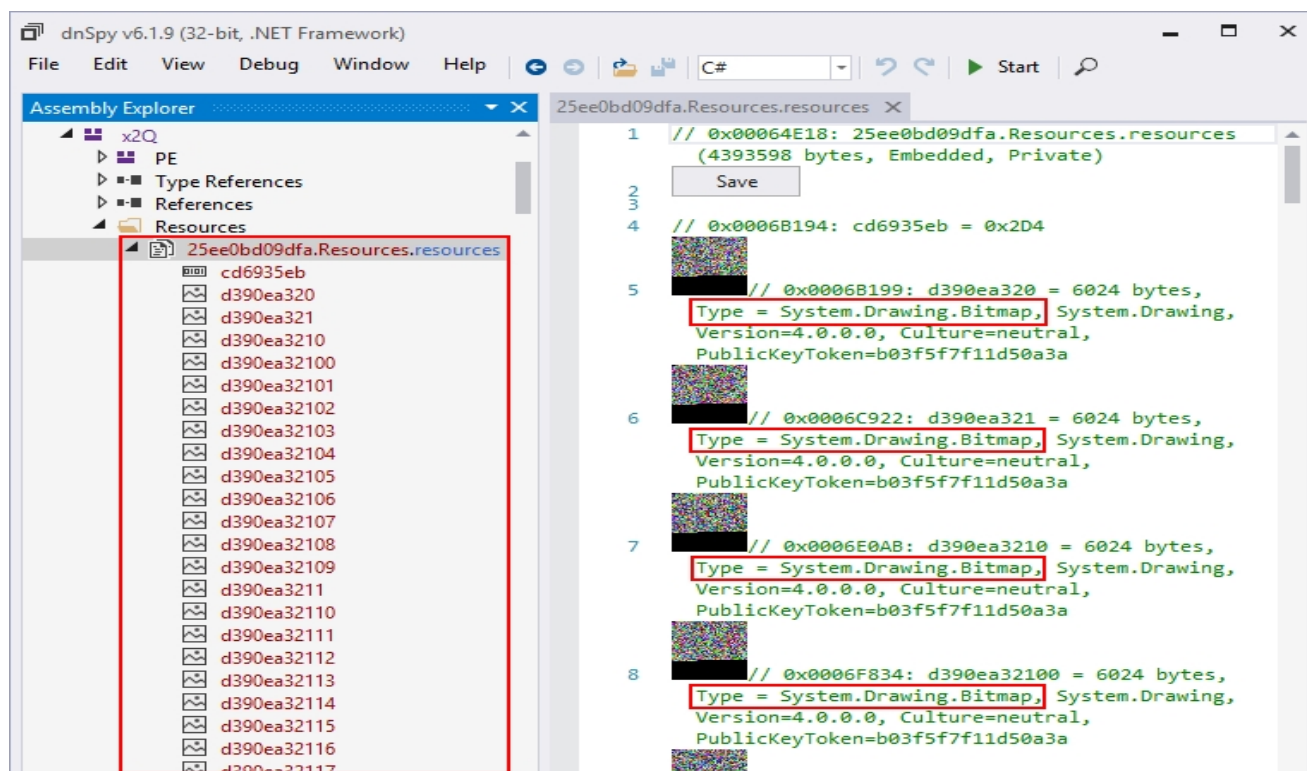 dnSpy v6.1.9 (32-bit, .NET Framework)
File Edit View Debug Window Help C# Start
Assembly Explorer
x2Q
PE
Type References
References
Resources
25ee0bd09dfa.Resources.resources
cd6935eb
d390ea320
d390ea321
d390ea3210
d390ea32100
d390ea32101
d390ea32102
d390ea32103
d390ea32104
d390ea32105
d390ea32106
d390ea32107
d390ea32108
d390ea32109
d390ea3211
d390ea32110
d390ea32111
d390ea32112
d390ea32113
d390ea32114
d390ea32115
d390ea32116
d390ea32117
25ee0bd09dfa.Resources.resources
1 // 0x00064E18: 25ee0bd09dfa.Resources.resources
(4393598 bytes, Embedded, Private)
Save
2
3
4 // 0x0006B194: cd6935eb = 0x2D4
5 // 0x0006B199: d390ea320 = 6024 bytes,
Type = System.Drawing.Bitmap, System.Drawing,
Version=4.0.0.0, Culture=neutral,
PublicKeyToken=b03f5f7f11d50a3a
6 // 0x0006C922: d390ea321 = 6024 bytes,
Type = System.Drawing.Bitmap, System.Drawing,
Version=4.0.0.0, Culture=neutral,
PublicKeyToken=b03f5f7f11d50a3a
7 // 0x0006E0AB: d390ea3210 = 6024 bytes,
Type = System.Drawing.Bitmap, System.Drawing,
Version=4.0.0.0, Culture=neutral,
PublicKeyToken=b03f5f7f11d50a3a
8 // 0x0006F834: d390ea32100 = 6024 bytes,
Type = System.Drawing.Bitmap, System.Drawing,
Version=4.0.0.0, Culture=neutral,
PublicKeyToken=b03f5f7f11d50a3a